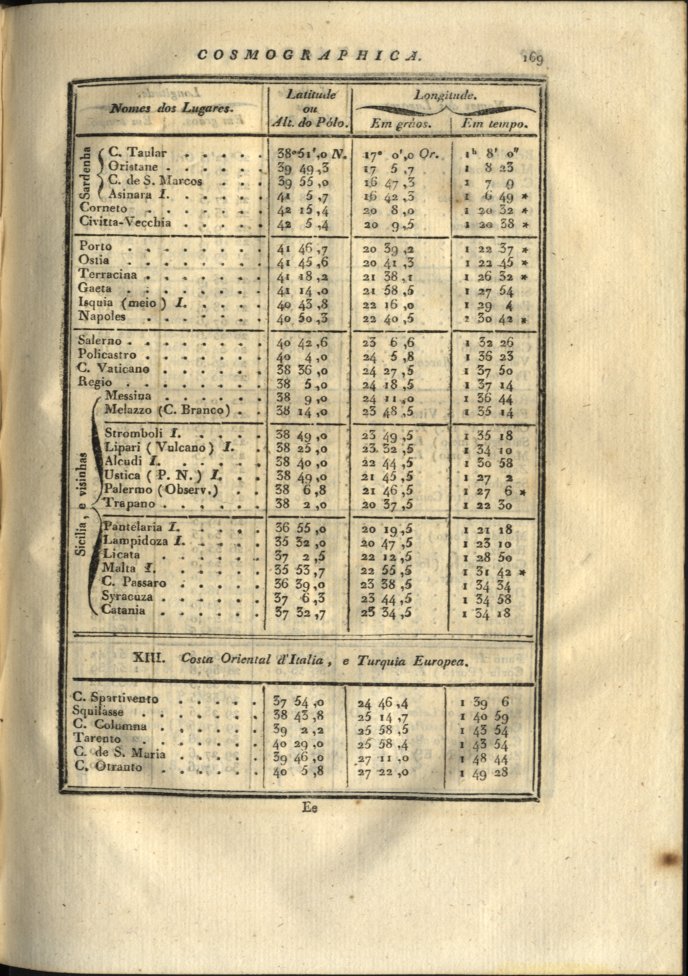 COSMOGRAPHICA. 169
Nomes dos Lugares. Latitude ou Alt. do Pólo. Longitude.
Em gráos. Em tempo.
Sardenha
C. Taular 38°51',0 N. 17° 0',0 Or. 1h 8' 0"
Oristane 39 49,3 17 5,7 1 8 23
C. de S. Marcos 39 55,0 16 47,3 1 7 9
Asinara I. 41 5,7 16 42,3 1 6 49 *
Corneto 42 15,4 20 8,0 1 20 32 *
Civitta-Vecchia 42 5,4 20 9,5 1 20 38 *
Porto 41 46,7 20 39,2 1 22 37 *
Ostia 41 45,6 20 41,3 1 22 45 *
Terracina 41 18,2 21 38,1 1 26 32 *
Gaeta 41 14,0 21 58,5 1 27 54
Isquia (meio) I. 40 43,8 22 16,0 1 29 4
Napoles 40 50,3 22 40,5 1 30 42 *
Salerno 40 42,6 23 6,6 1 32 26
Policastro 40 4,0 24 5,8 1 36 23
C. Vaticano 38 36,0 24 27,5 1 37 50
Regio 38 5,0 24 18,5 1 37 14
Sicilia, e visinhas
Messina 38 9,0 24 11,0 1 36 44
Melazzo (C. Branco) 38 14,0 23 48,5 1 35 14
Stromboli I. 38 49,0 23 49,5 1 35 18
Lipari (Vulcano) I. 38 25,0 23 32,5 1 34 10
Alcudi I. 38 40,0 22 44,5 1 30 58
Ustica (P. N.) I. 38 49,0 21 45,5 1 27 2
Palermo (Observ.) 38 6,8 21 46,5 1 27 6 *
Trápano 38 2,0 20 37,5 1 22 30
Pantelaria I. 36 55,0 20 19,5 1 21 18
Lampidoza I. 35 32,0 20 47,5 1 23 10
Licata 37 2,5 22 12,5 1 28 50
Malta I. 35 53,7 22 55,5 1 31 42 *
C. Passaro 36 39,0 23 38,5 1 34 34
Syracuza 37 6,3 23 44,5 1 34 58
Catania 37 32,7 23 34,5 1 34 18
XIII. Costa Oriental d'Italia, e Turquia Europea.
C. Spartivento 37 54,0 24 46,4 1 39 6
Squilasse 38 43,8 25 14,7 1 40 59
C. Columna 39 2,2 25 58,5 1 43 54
Tarento 40 29,0 25 58,4 1 43 54
C. de S. Maria 39 46,0 27 11,0 1 48 44
C. Otranto 40 5,8 27 22,0 1 49 28
Ee